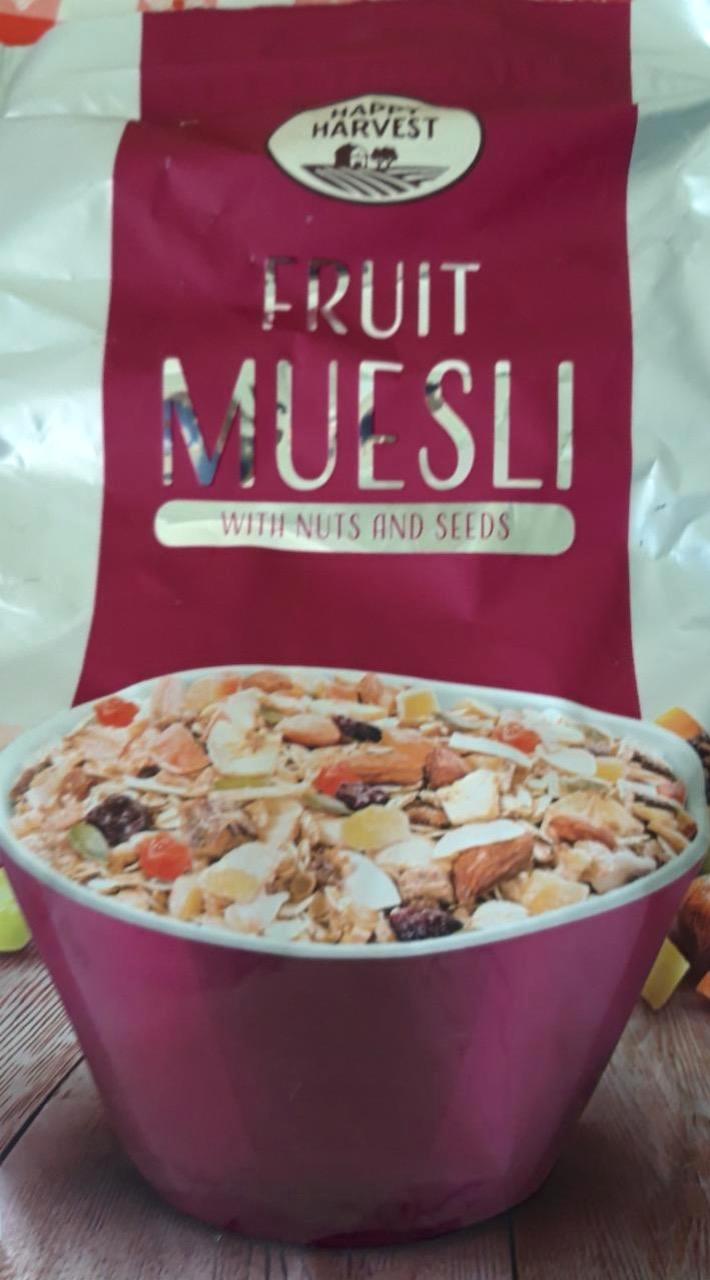 HAPPY
HARVEST
FRUIT
MUESLI
WITH NUTS AND SEEDS